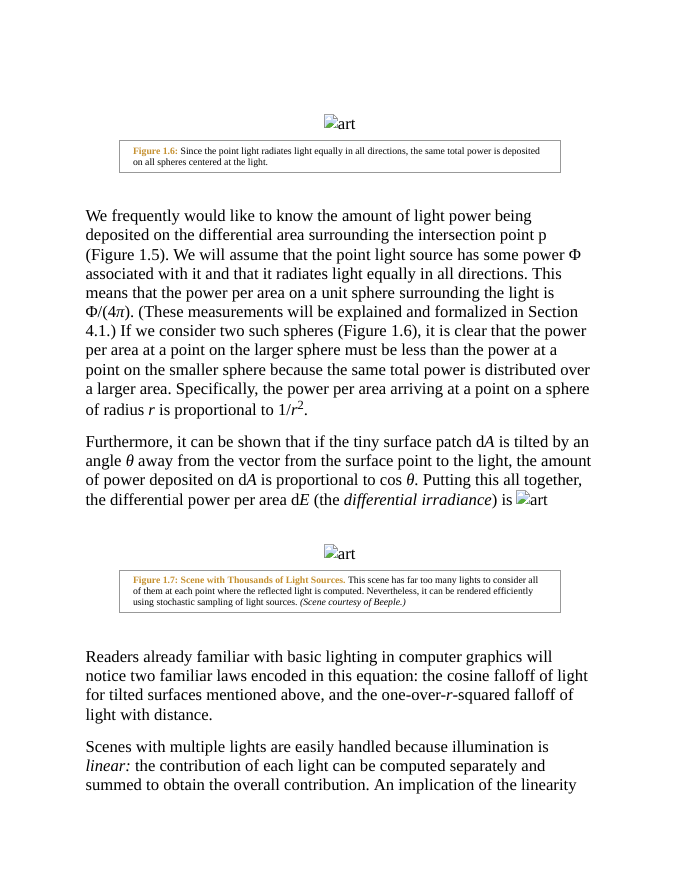 art
Figure 1.6: Since the point light radiates light equally in all directions, the same total power is deposited
on all spheres centered at the light.
We frequently would like to know the amount of light power being
deposited on the differential area surrounding the intersection point p
(Figure 1.5). We will assume that the point light source has some power Φ
associated with it and that it radiates light equally in all directions. This
means that the power per area on a unit sphere surrounding the light is
Φ/(4π). (These measurements will be explained and formalized in Section
4.1.) If we consider two such spheres (Figure 1.6), it is clear that the power
per area at a point on the larger sphere must be less than the power at a
point on the smaller sphere because the same total power is distributed over
a larger area. Specifically, the power per area arriving at a point on a sphere
of radius r is proportional to 1/r².
Furthermore, it can be shown that if the tiny surface patch dA is tilted by an
angle θ away from the vector from the surface point to the light, the amount
of power deposited on dA is proportional to cos θ. Putting this all together,
the differential power per area dE (the differential irradiance) is art
art
Figure 1.7: Scene with Thousands of Light Sources. This scene has far too many lights to consider all
of them at each point where the reflected light is computed. Nevertheless, it can be rendered efficiently
using stochastic sampling of light sources. (Scene courtesy of Beeple.)
Readers already familiar with basic lighting in computer graphics will
notice two familiar laws encoded in this equation: the cosine falloff of light
for tilted surfaces mentioned above, and the one-over-r-squared falloff of
light with distance.
Scenes with multiple lights are easily handled because illumination is
linear: the contribution of each light can be computed separately and
summed to obtain the overall contribution. An implication of the linearity